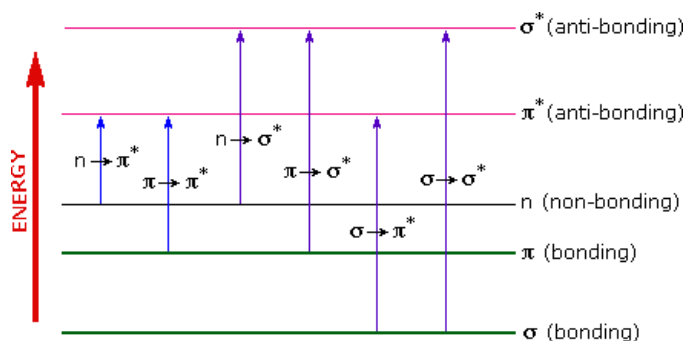 σ* (anti-bonding)
π* (anti-bonding)
n→σ*
n→π*
π→σ*
π→π*
σ→σ*
n (non-bonding)
σ→π*
π (bonding)
σ (bonding)
ENERGY